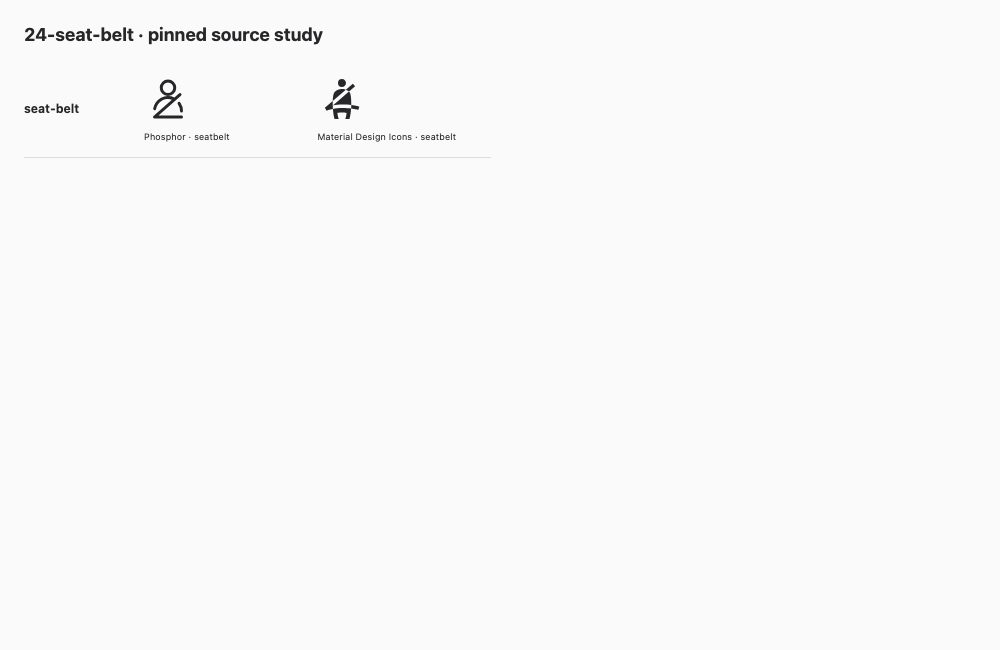 24-seat-belt · pinned source study
seat-belt
Phosphor · seatbelt
Material Design Icons · seatbelt